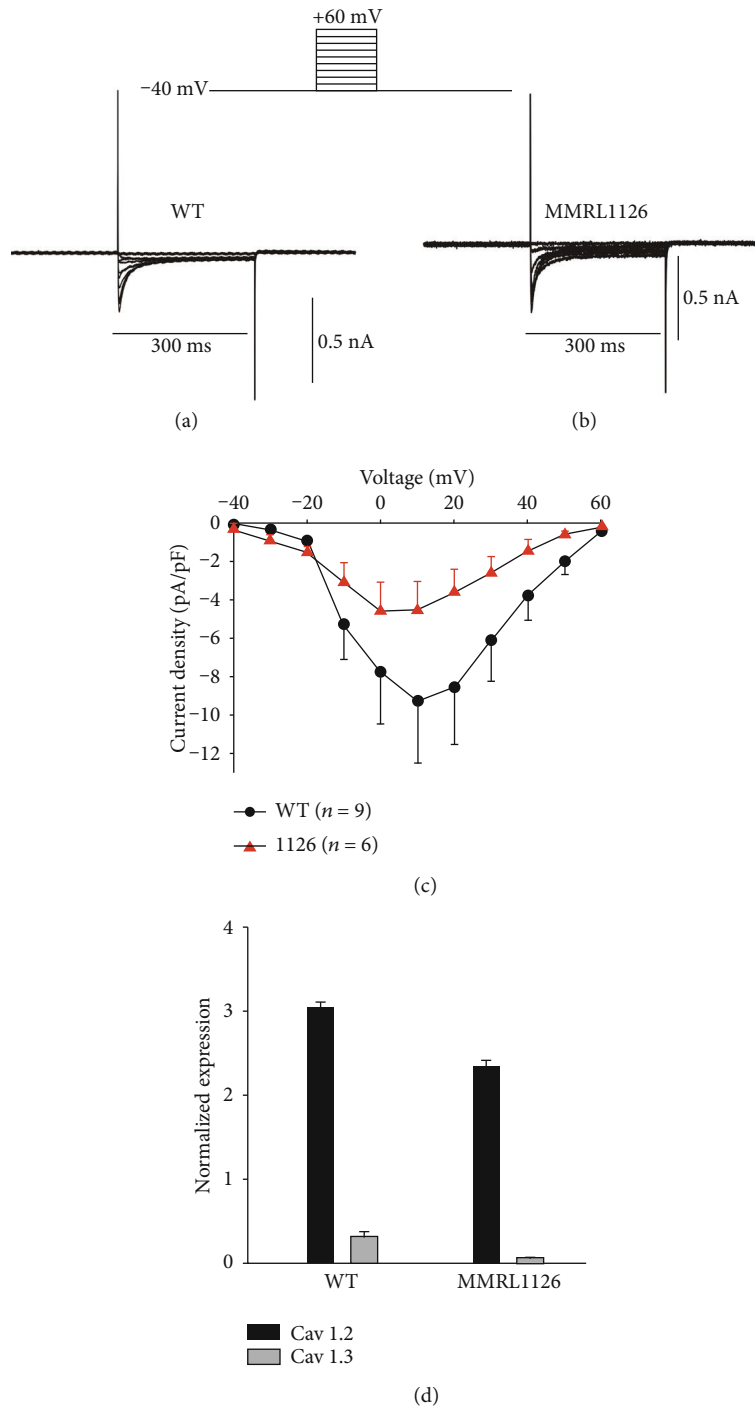 +60 mV
−40 mV
WT
MMRL1126
300 ms
0.5 nA
300 ms
0.5 nA
(a)
(b)
Voltage (mV)
−40 −20 0 20 40 60
0
−2
−4
−6
−8
−10
−12
Current density (pA/pF)
WT (n = 9)
1126 (n = 6)
(c)
4
3
2
1
0
Normalized expression
WT
MMRL1126
Cav 1.2
Cav 1.3
(d)